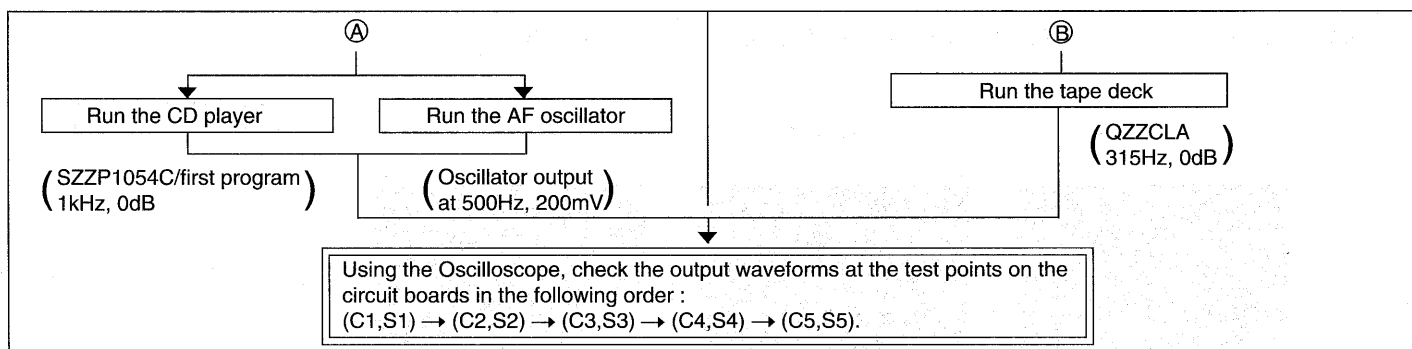 Ⓐ
Ⓑ
Run the CD player
Run the AF oscillator
Run the tape deck
(SZZP1054C/first program
1kHz, 0dB)
(Oscillator output
at 500Hz, 200mV)
(QZZCLA
315Hz, 0dB)
Using the Oscilloscope, check the output waveforms at the test points on the
circuit boards in the following order :
(C1,S1) → (C2,S2) → (C3,S3) → (C4,S4) → (C5,S5).